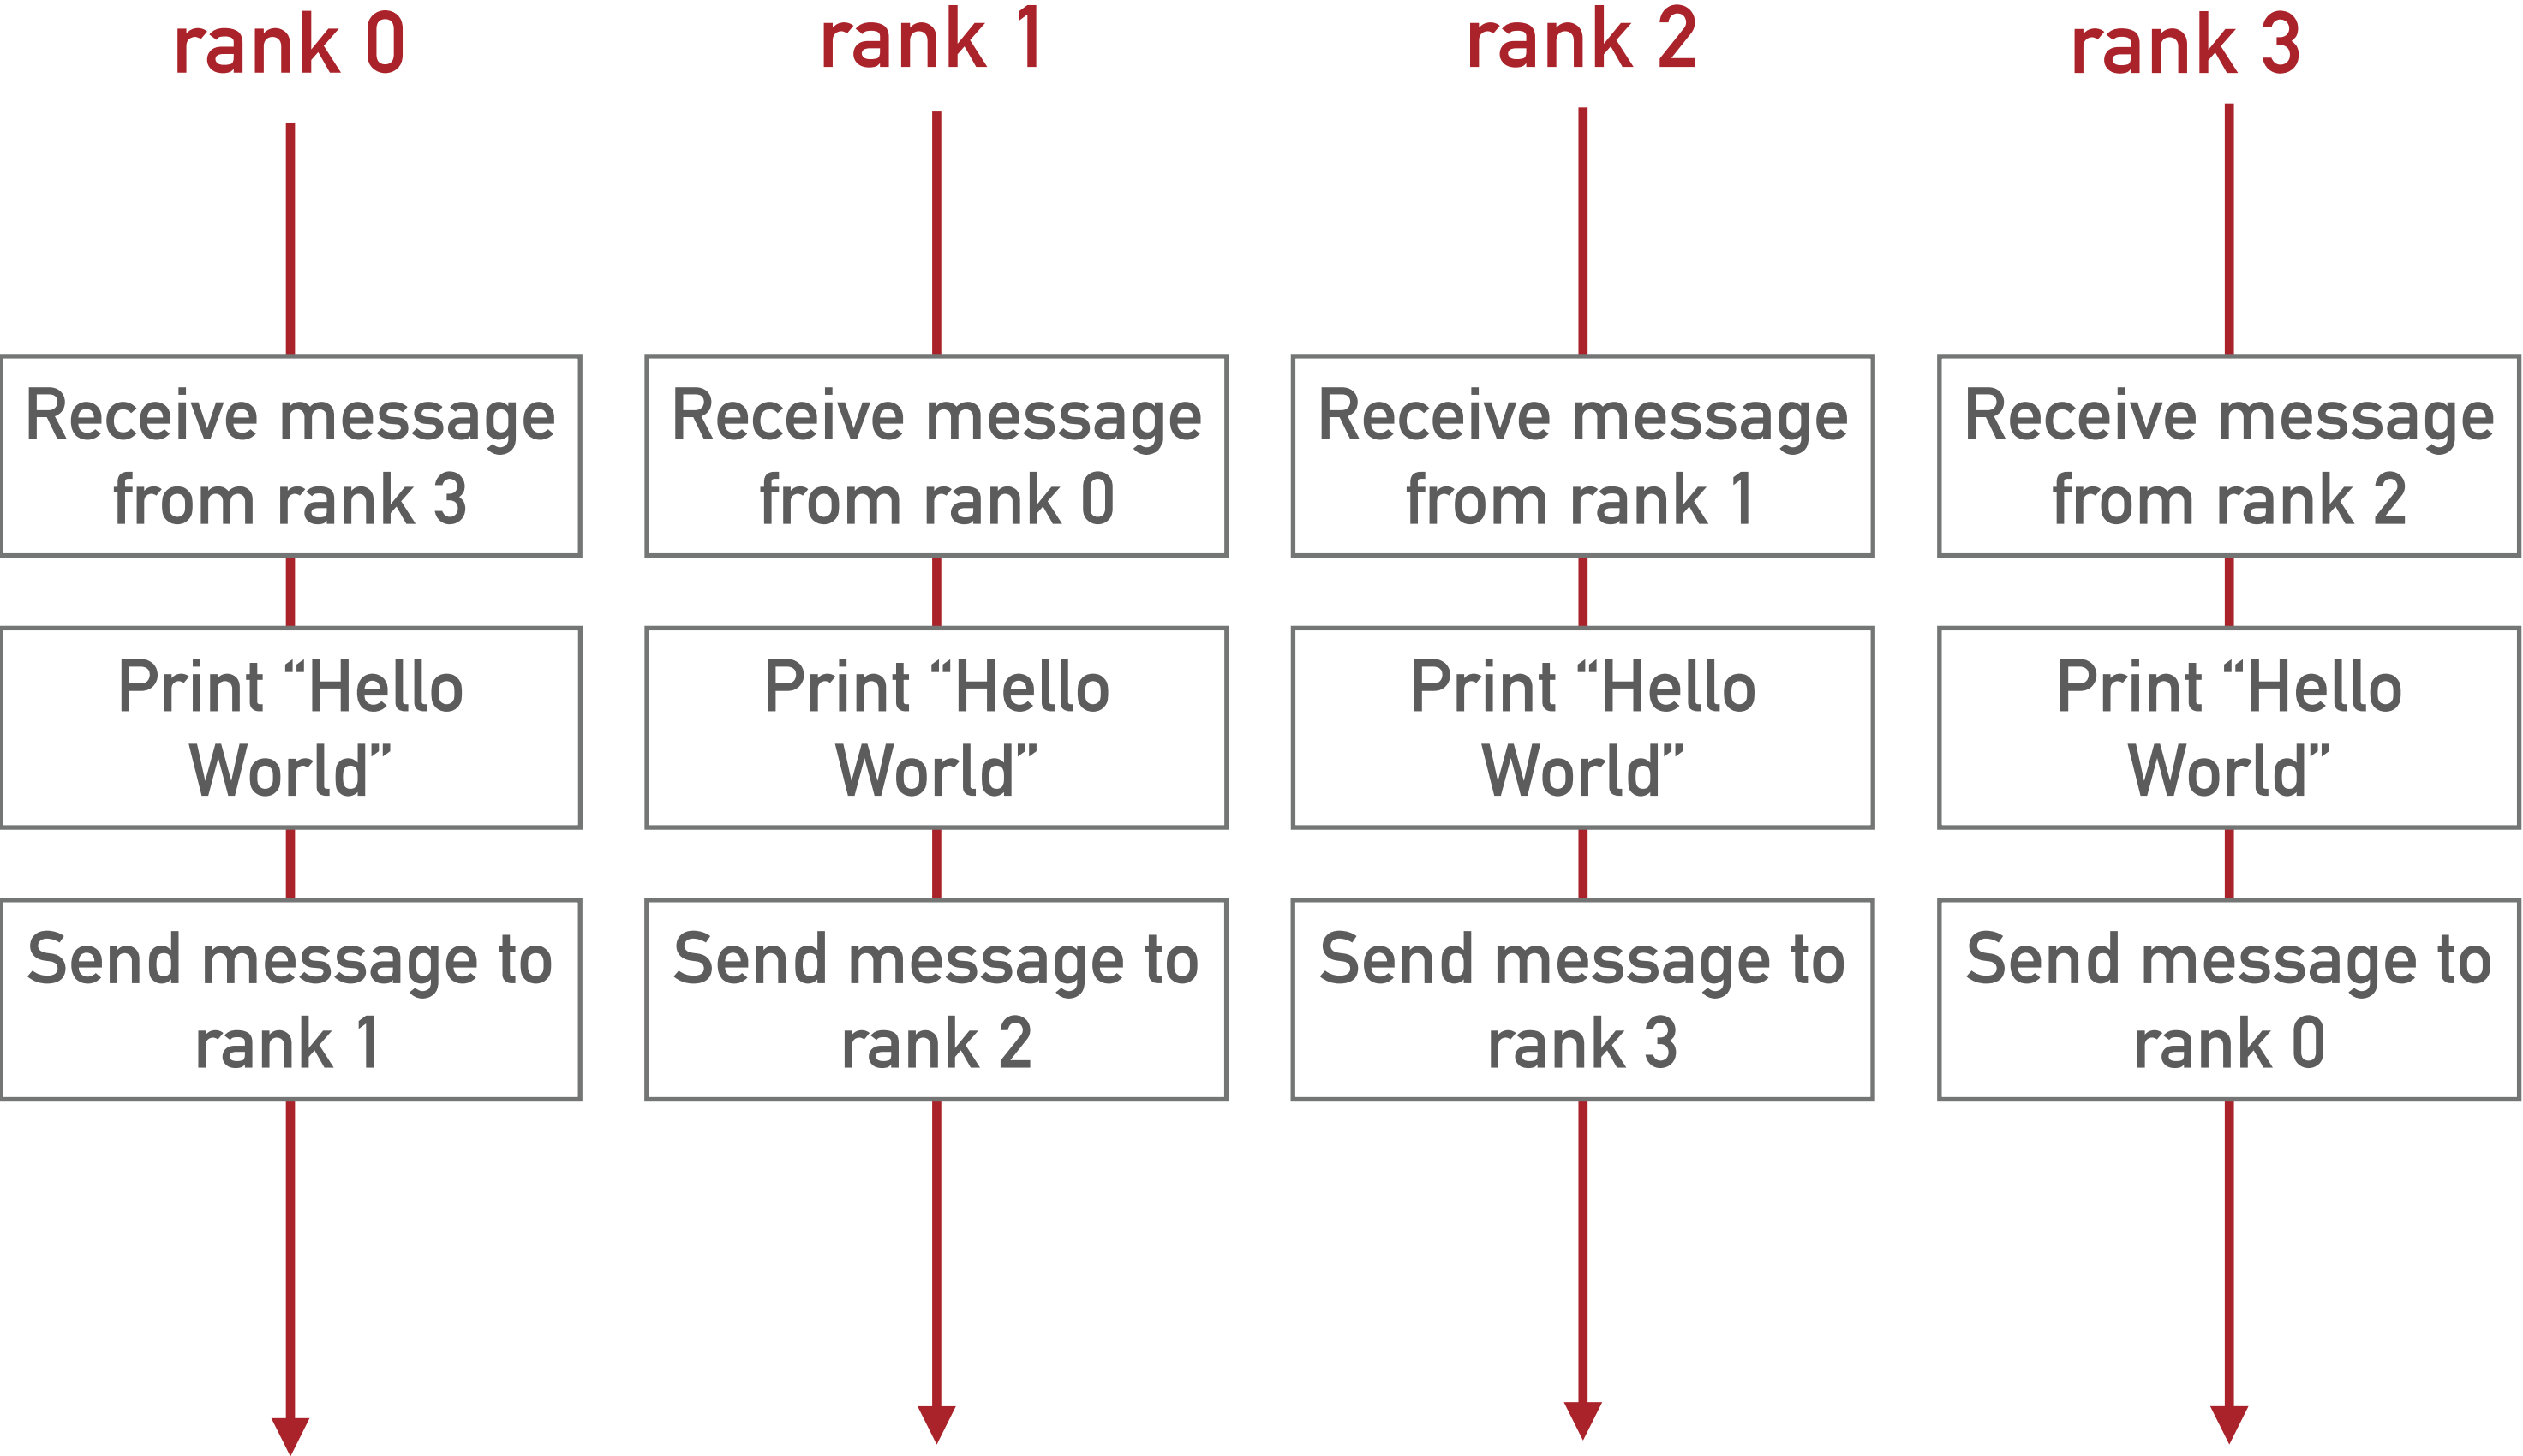 rank 0
rank 1
rank 2
rank 3
Receive message
from rank 3
Receive message
from rank 0
Receive message
from rank 1
Receive message
from rank 2
Print “Hello
World”
Print “Hello
World”
Print “Hello
World”
Print “Hello
World”
Send message to
rank 1
Send message to
rank 2
Send message to
rank 3
Send message to
rank 0